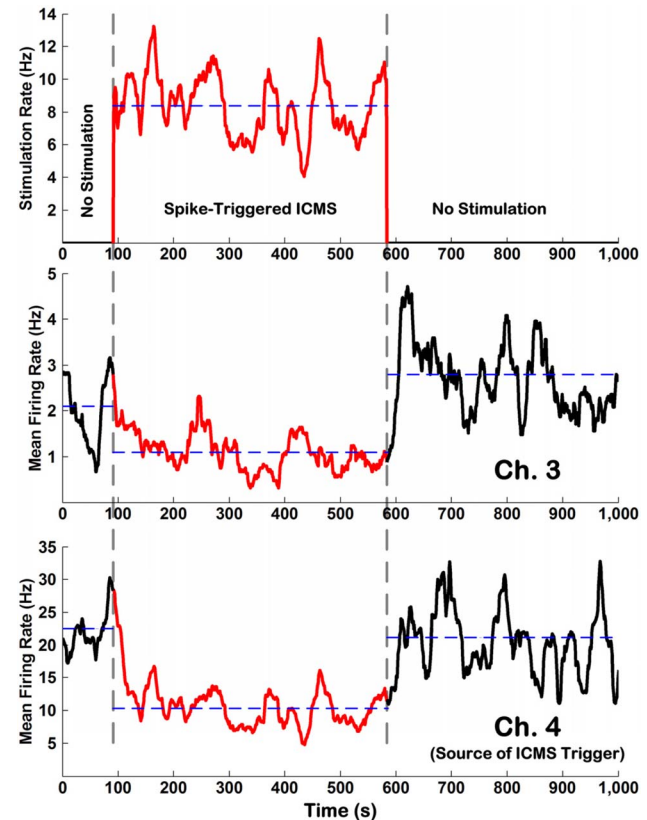 14
12
10
8
6
4
2
Stimulation Rate (Hz)
No Stimulation
Spike-Triggered ICMS
No Stimulation
0 100 200 300 400 500 600 700 800 900 1,000
5
4
3
2
1
Mean Firing Rate (Hz)
Ch. 3
0 100 200 300 400 500 600 700 800 900 1,000
35
30
25
20
15
10
5
Mean Firing Rate (Hz)
Ch. 4
(Source of ICMS Trigger)
0 100 200 300 400 500 600 700 800 900 1,000
Time (s)